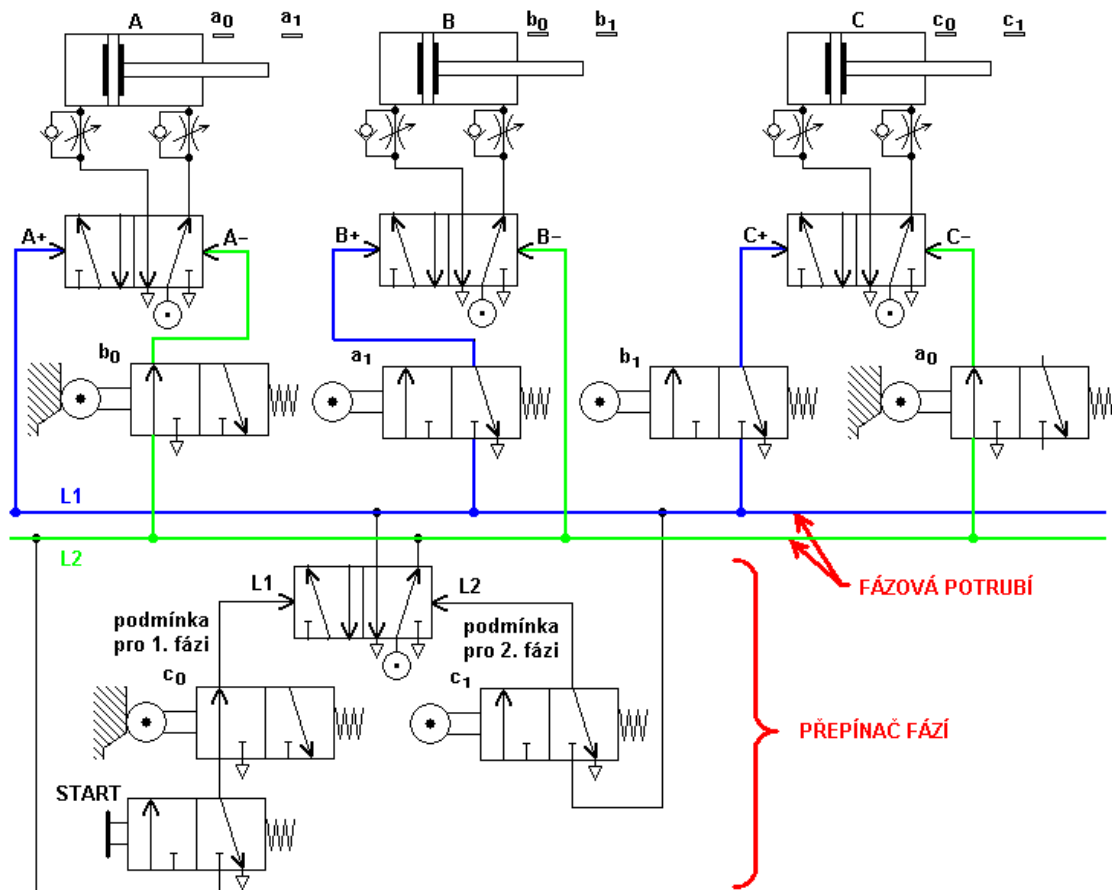 A a0 a1
B b0 b1
C c0 c1
A+ A–
B+ B–
C+ C–
b0
a1
b1
a0
L1
L2
FÁZOVÁ POTRUBÍ
L1 L2
podmínka
pro 1. fázi
podmínka
pro 2. fázi
c0
c1
PŘEPÍNAČ FÁZÍ
START